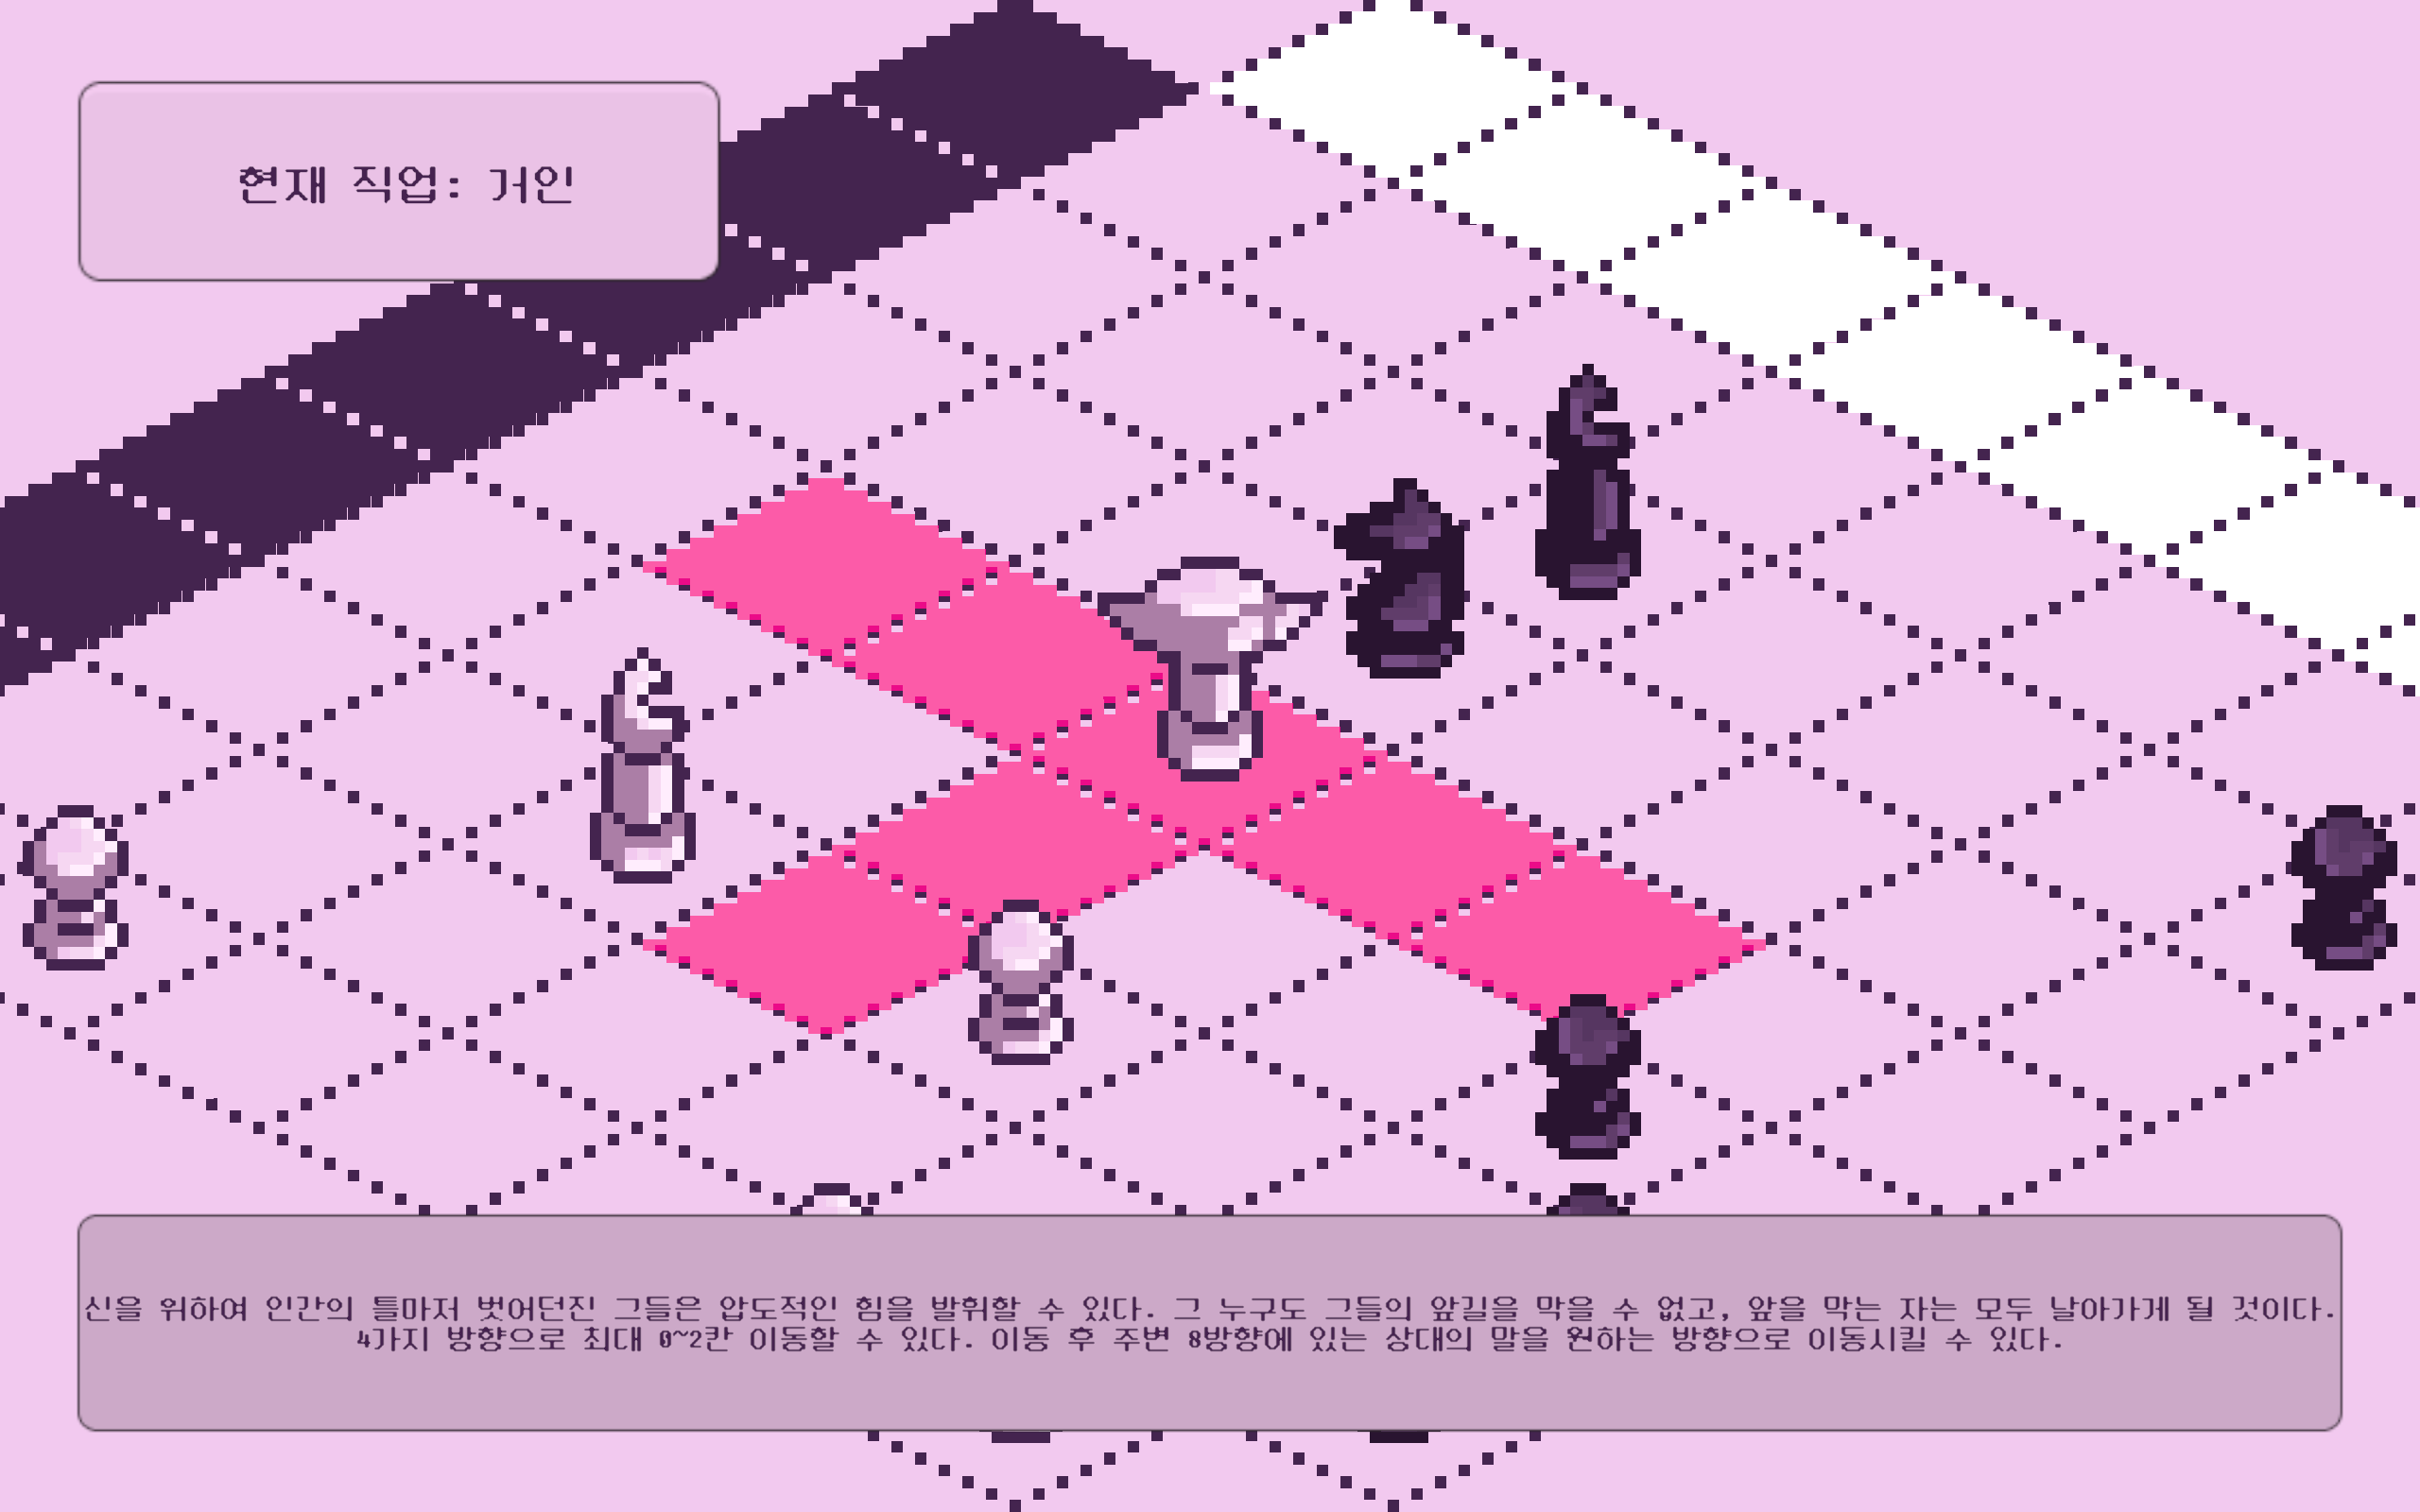 현재 직업: 거인
신을 위하여 인간의 틀마저 벗어던진 그들은 압도적인 힘을 발휘할 수 있다. 그 누구도 그들의 앞길을 막을 수 없고, 앞을 막는 자는 모두 날아가게 될 것이다.
4가지 방향으로 최대 0~2칸 이동할 수 있다. 이동 후 주변 8방향에 있는 상대의 말을 원하는 방향으로 이동시킬 수 있다.